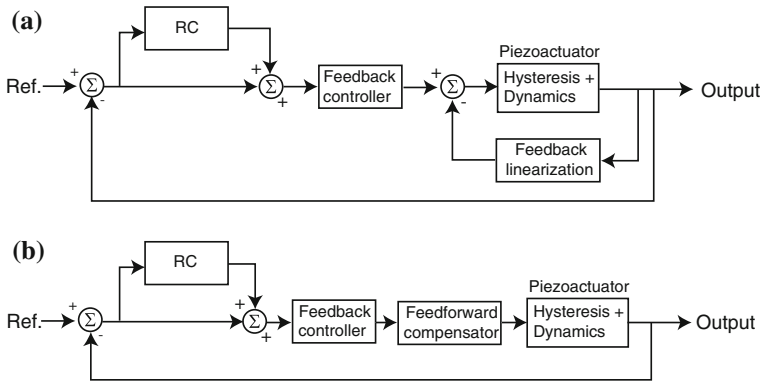 (a)
RC
Piezoactuator
Ref.
+
Σ
-
+
Σ
+
Feedback
controller
+
Σ
-
Hysteresis +
Dynamics
Output
Feedback
linearization
(b)
RC
Piezoactuator
Ref.
+
Σ
-
+
Σ
+
Feedback
controller
Feedforward
compensator
Hysteresis +
Dynamics
Output